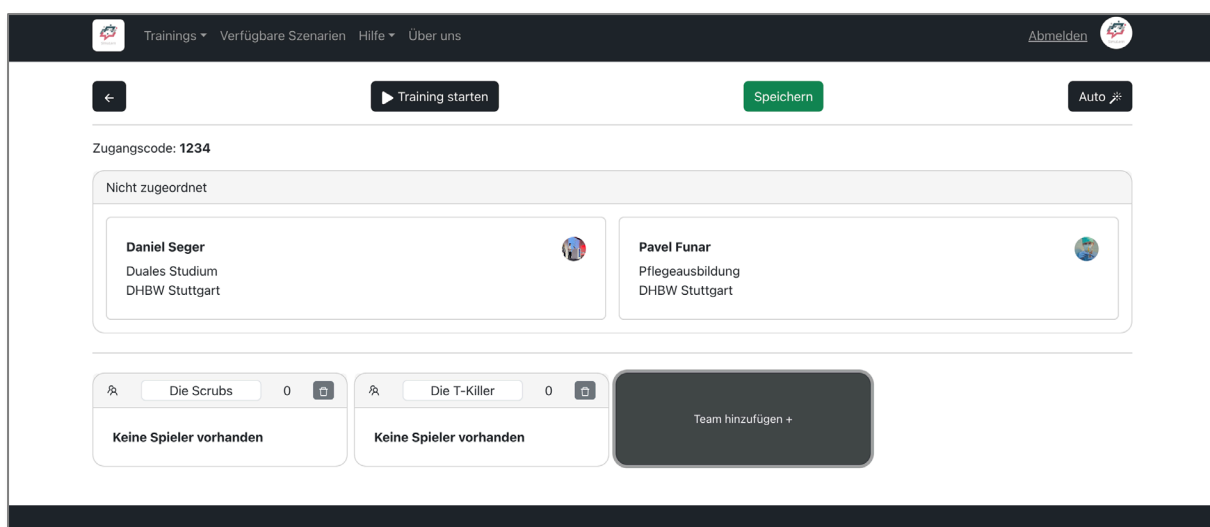 Trainings Verfügbare Szenarien Hilfe Über uns Abmelden
Training starten Speichern Auto
Zugangscode: 1234
Nicht zugeordnet
Daniel Seger
Duales Studium
DHBW Stuttgart
Pavel Funar
Pflegeausbildung
DHBW Stuttgart
Die Scrubs 0
Keine Spieler vorhanden
Die T-Killer 0
Keine Spieler vorhanden
Team hinzufügen +